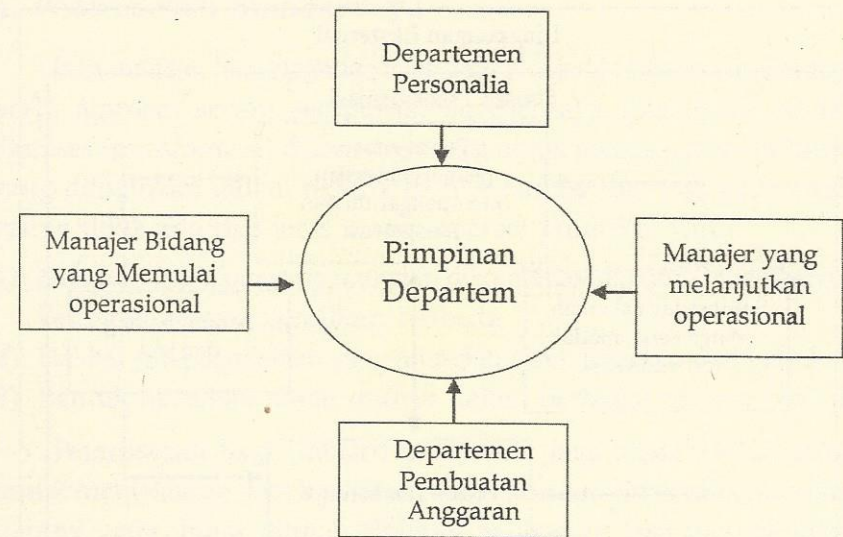 Departemen
Personalia
Manajer Bidang
yang Memulai
operasional
Pimpinan
Departem
Manajer yang
melanjutkan
operasional
Departemen
Pembuatan
Anggaran